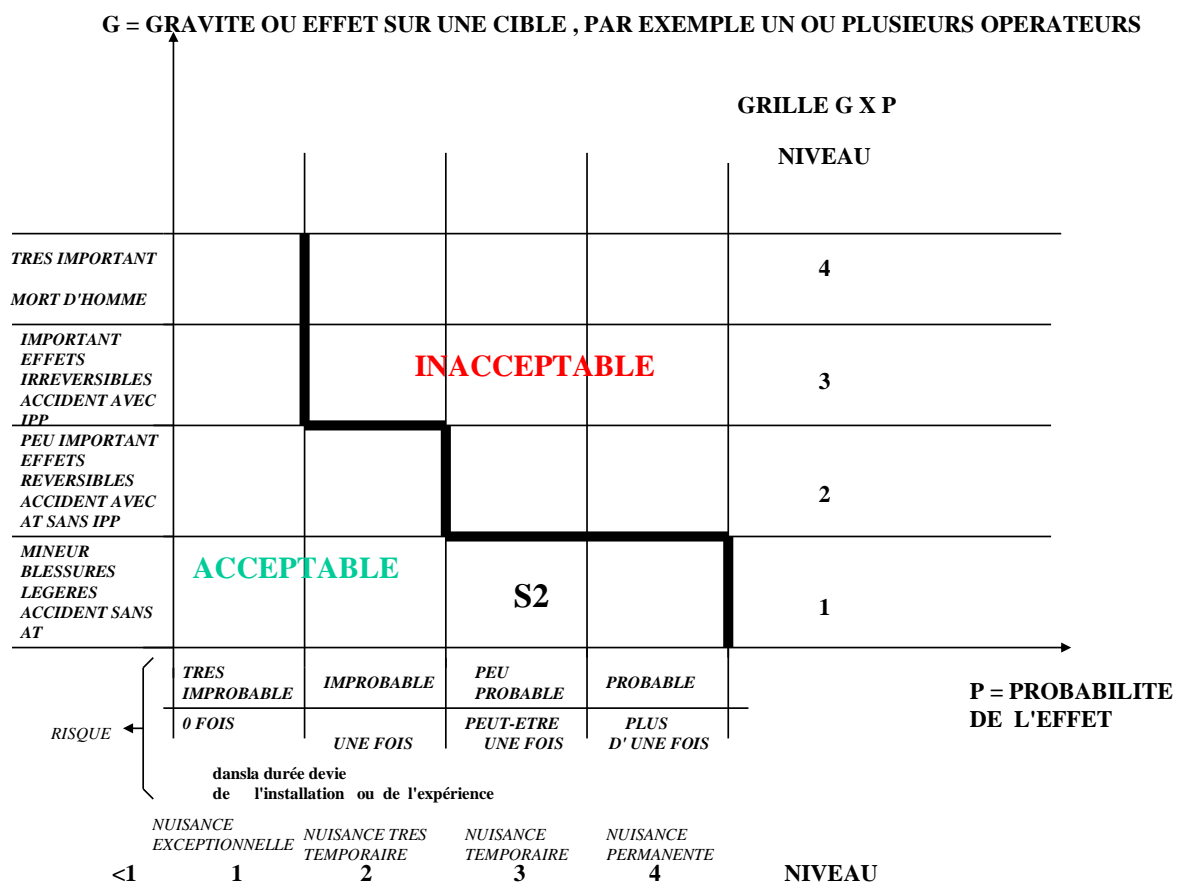 G = GRAVITE OU EFFET SUR UNE CIBLE , PAR EXEMPLE UN OU PLUSIEURS OPERATEURS
GRILLE G X P
NIVEAU
TRES IMPORTANT
MORT D'HOMME
4
IMPORTANT
EFFETS
IRREVERSIBLES
ACCIDENT AVEC
IPP
INACCEPTABLE
3
PEU IMPORTANT
EFFETS
REVERSIBLES
ACCIDENT AVEC
AT SANS IPP
2
MINEUR
BLESSURES
LEGERES
ACCIDENT SANS
AT
ACCEPTABLE
S2
1
TRES
IMPROBABLE
IMPROBABLE
PEU
PROBABLE
PROBABLE
P = PROBABILITE
DE L'EFFET
RISQUE
0 FOIS
UNE FOIS
PEUT-ETRE
UNE FOIS
PLUS
D' UNE FOIS
dansla durée devie
de l'installation ou de l'expérience
NUISANCE
EXCEPTIONNELLE
NUISANCE TRES
TEMPORAIRE
NUISANCE
TEMPORAIRE
NUISANCE
PERMANENTE
<1 1 2 3 4 NIVEAU